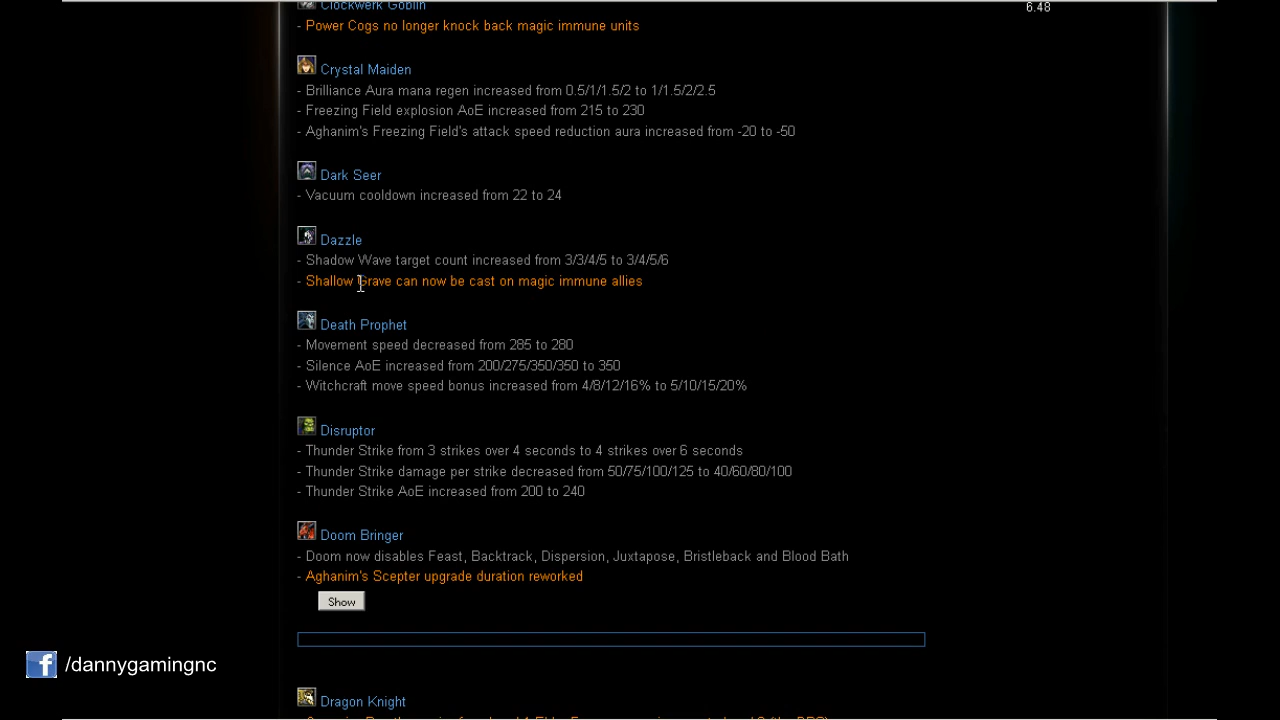 Clockwerk Goblin
6.48
- Power Cogs no longer knock back magic immune units
Crystal Maiden
- Brilliance Aura mana regen increased from 0.5/1/1.5/2 to 1/1.5/2/2.5
- Freezing Field explosion AoE increased from 215 to 230
- Aghanim's Freezing Field's attack speed reduction aura increased from -20 to -50
Dark Seer
- Vacuum cooldown increased from 22 to 24
Dazzle
- Shadow Wave target count increased from 3/3/4/5 to 3/4/5/6
- Shallow Grave can now be cast on magic immune allies
Death Prophet
- Movement speed decreased from 285 to 280
- Silence AoE increased from 200/275/350/350 to 350
- Witchcraft move speed bonus increased from 4/8/12/16% to 5/10/15/20%
Disruptor
- Thunder Strike from 3 strikes over 4 seconds to 4 strikes over 6 seconds
- Thunder Strike damage per strike decreased from 50/75/100/125 to 40/60/80/100
- Thunder Strike AoE increased from 200 to 240
Doom Bringer
- Doom now disables Feast, Backtrack, Dispersion, Juxtapose, Bristleback and Blood Bath
- Aghanim's Scepter upgrade duration reworked
Show
f /dannygamingnc
Dragon Knight